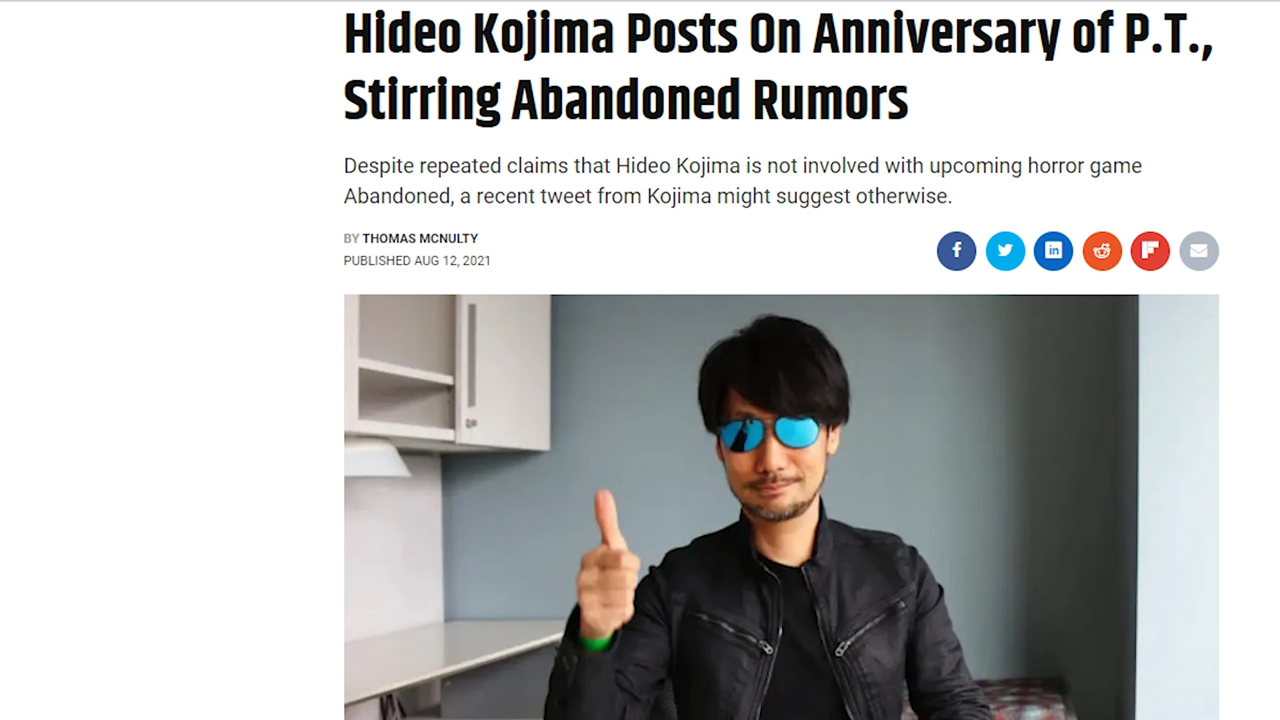 Hideo Kojima Posts On Anniversary of P.T.,
Stirring Abandoned Rumors
Despite repeated claims that Hideo Kojima is not involved with upcoming horror game
Abandoned, a recent tweet from Kojima might suggest otherwise.
BY THOMAS MCNULTY
PUBLISHED AUG 12, 2021